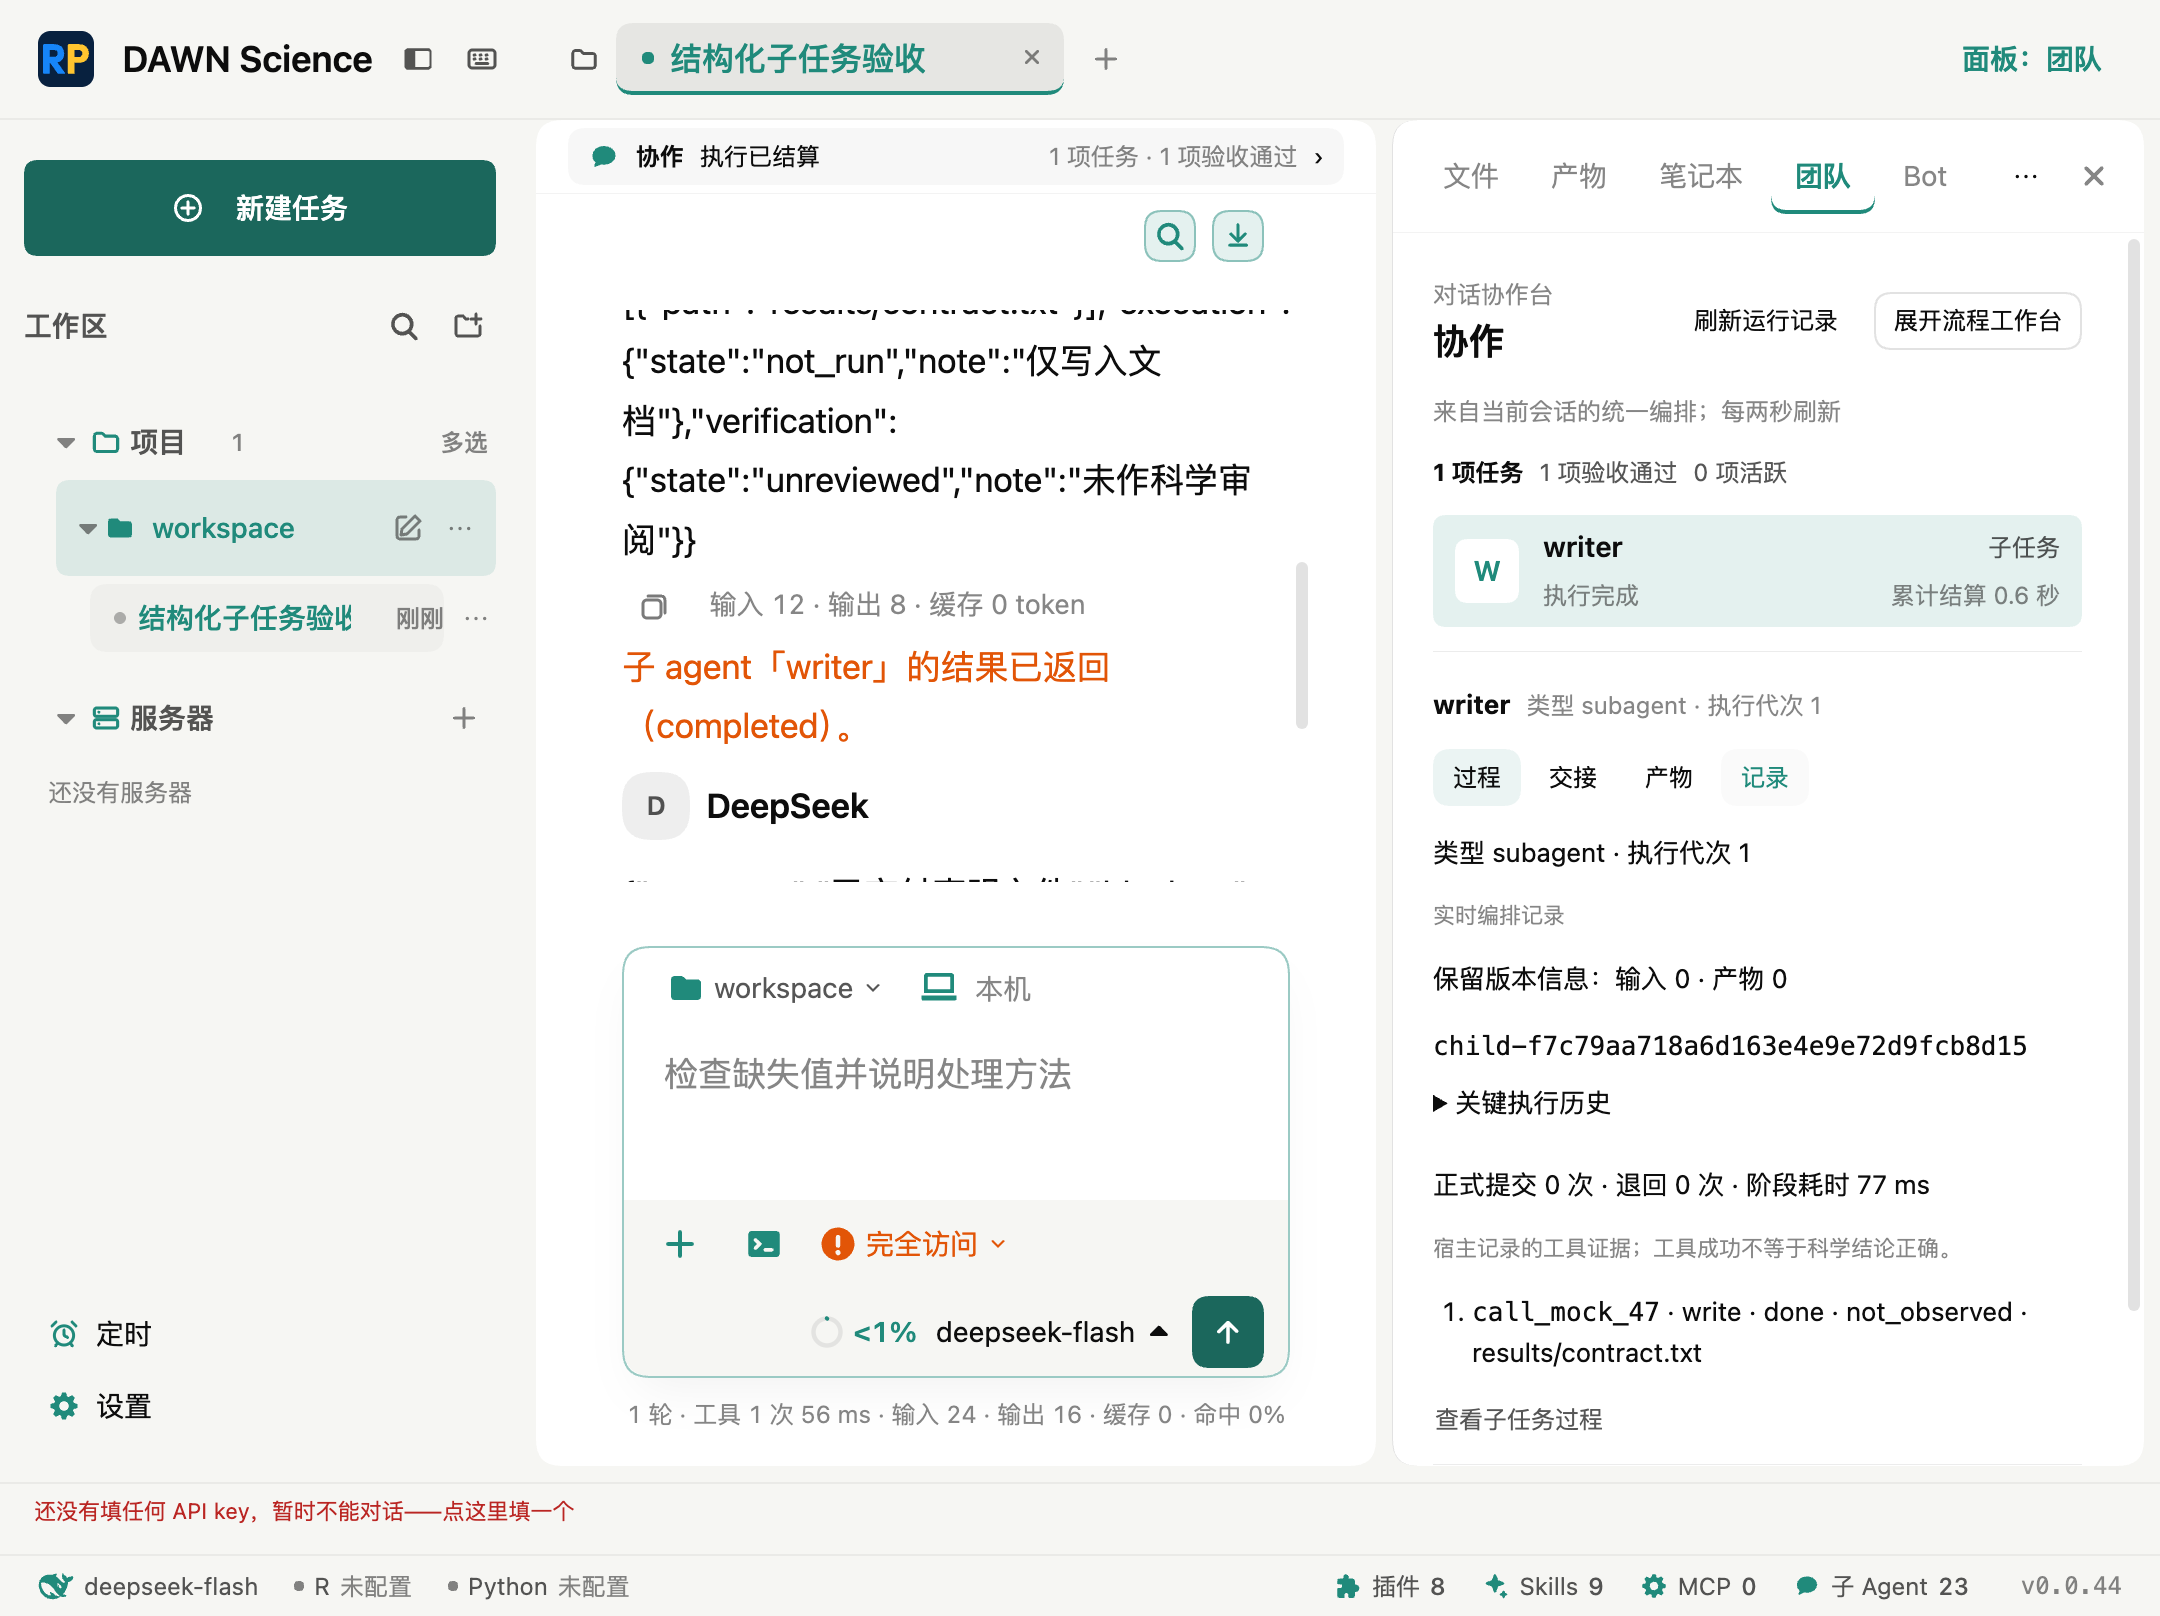 RP DAWN Science
结构化子任务验收
面板：团队
新建任务
工作区
项目 1 多选
workspace
结构化子任务验收 刚刚
服务器
还没有服务器
定时
设置
协作 执行已结算 1 项任务 · 1 项验收通过
[{"path":"results/contract.txt"}],"execution":
{"state":"not_run","note":"仅写入文
档"},"verification":
{"state":"unreviewed","note":"未作科学审
阅"}}
输入 12 · 输出 8 · 缓存 0 token
子 agent「writer」的结果已返回
（completed）。
D DeepSeek
workspace 本机
检查缺失值并说明处理方法
完全访问
<1% deepseek-flash
1 轮 · 工具 1 次 56 ms · 输入 24 · 输出 16 · 缓存 0 · 命中 0%
文件 产物 笔记本 团队 Bot ···
对话协作台
协作
刷新运行记录 展开流程工作台
来自当前会话的统一编排；每两秒刷新
1 项任务 1 项验收通过 0 项活跃
W writer 子任务
执行完成 累计结算 0.6 秒
writer 类型 subagent · 执行代次 1
过程 交接 产物 记录
类型 subagent · 执行代次 1
实时编排记录
保留版本信息：输入 0 · 产物 0
child-f7c79aa718a6d163e4e9e72d9fcb8d15
关键执行历史
正式提交 0 次 · 退回 0 次 · 阶段耗时 77 ms
宿主记录的工具证据；工具成功不等于科学结论正确。
1. call_mock_47 · write · done · not_observed ·
results/contract.txt
查看子任务过程
还没有填任何 API key，暂时不能对话——点这里填一个
deepseek-flash R 未配置 Python 未配置
插件 8 Skills 9 MCP 0 子 Agent 23 v0.0.44